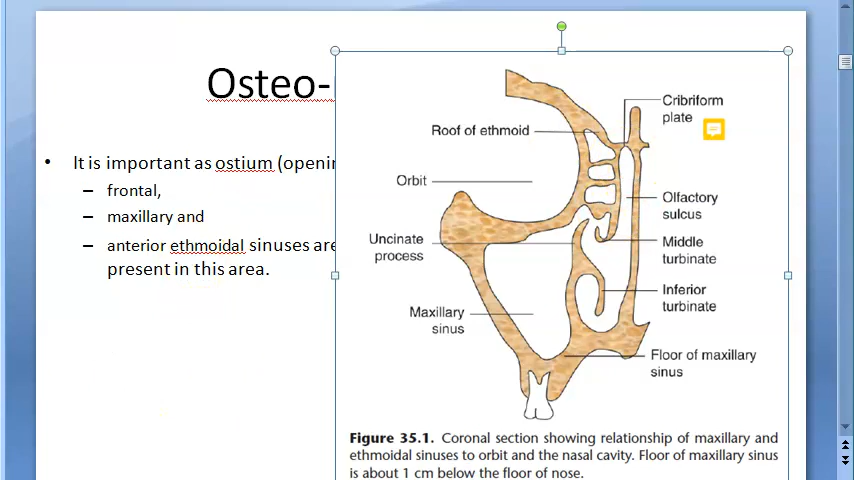 Osteo-
• It is important as ostium (openin
– frontal,
– maxillary and
– anterior ethmoidal sinuses are
present in this area.
Cribriform
plate
Roof of ethmoid
Orbit
Olfactory
sulcus
Uncinate
process
Middle
turbinate
Inferior
turbinate
Maxillary
sinus
Floor of maxillary
sinus
Figure 35.1. Coronal section showing relationship of maxillary and
ethmoidal sinuses to orbit and the nasal cavity. Floor of maxillary sinus
is about 1 cm below the floor of nose.